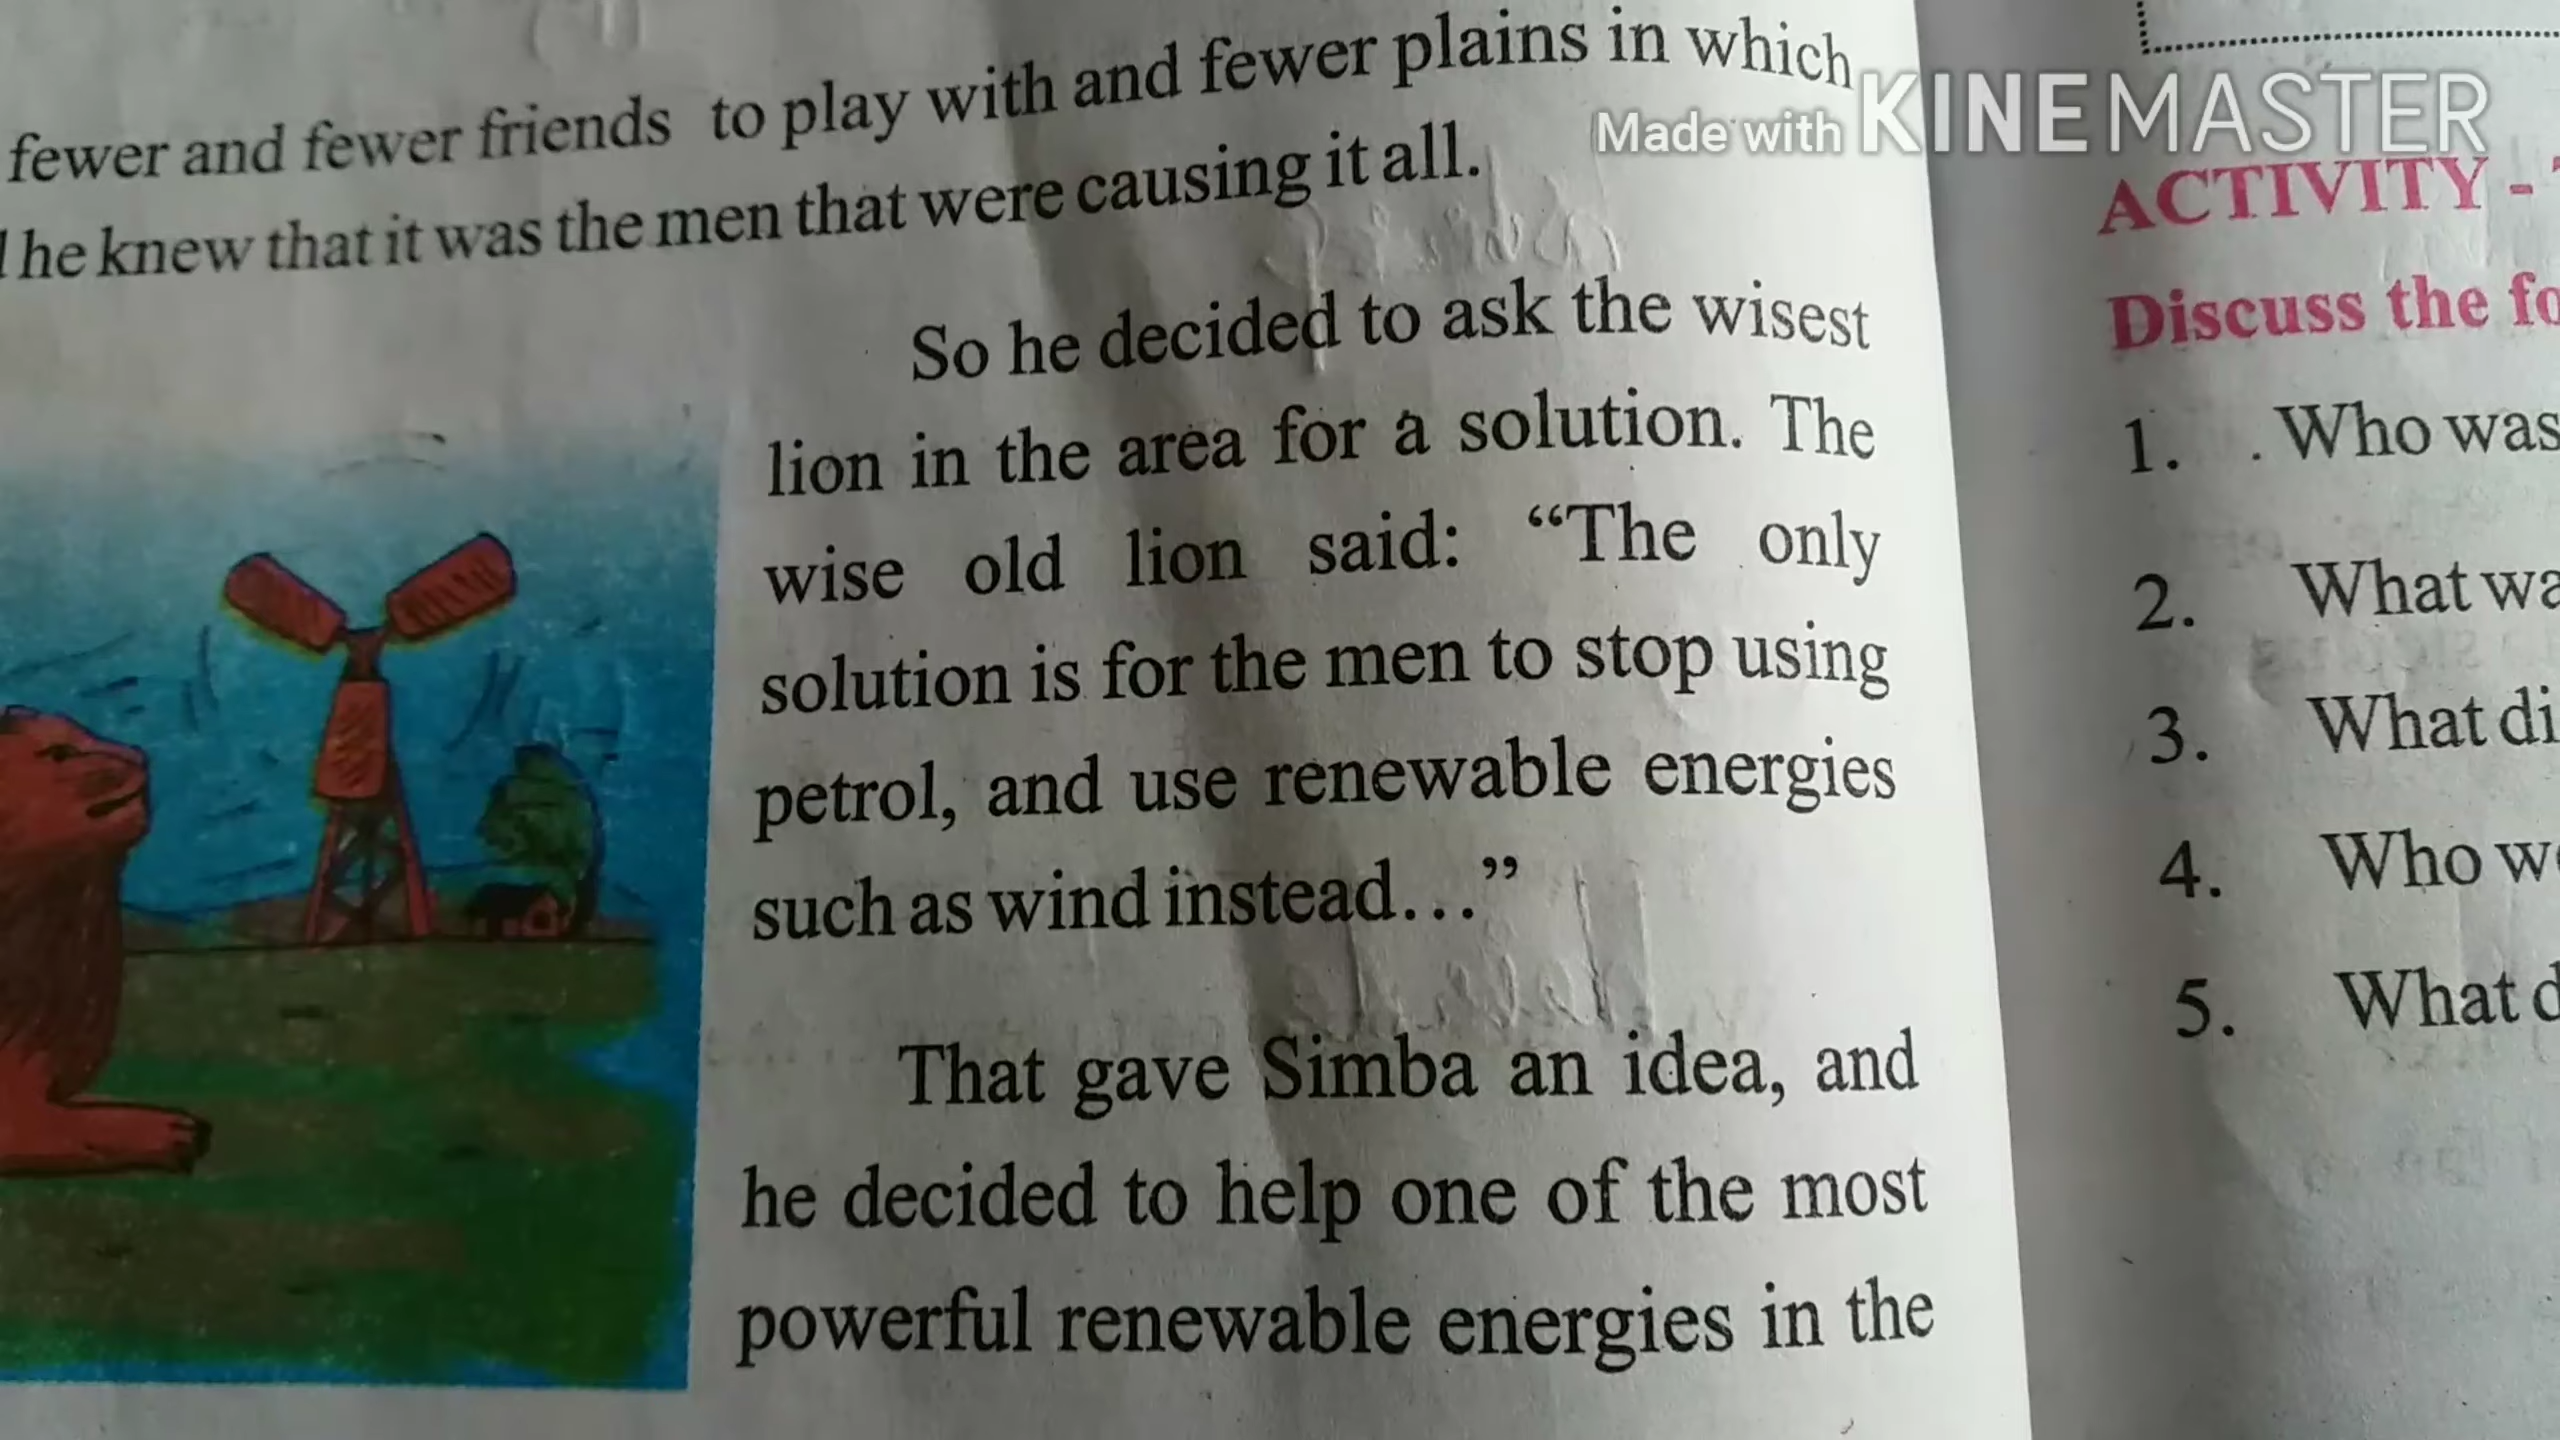 fewer and fewer friends to play with and fewer plains in which
he knew that it was the men that were causing it all.
So he decided to ask the wisest
lion in the area for a solution. The
wise old lion said: “The only
solution is for the men to stop using
petrol, and use renewable energies
such as wind instead...”
That gave Simba an idea, and
he decided to help one of the most
powerful renewable energies in the
Made with KINEMASTER
ACTIVITY -
Discuss the
1. . Who was
2. What
3. What
4. Who
5. What